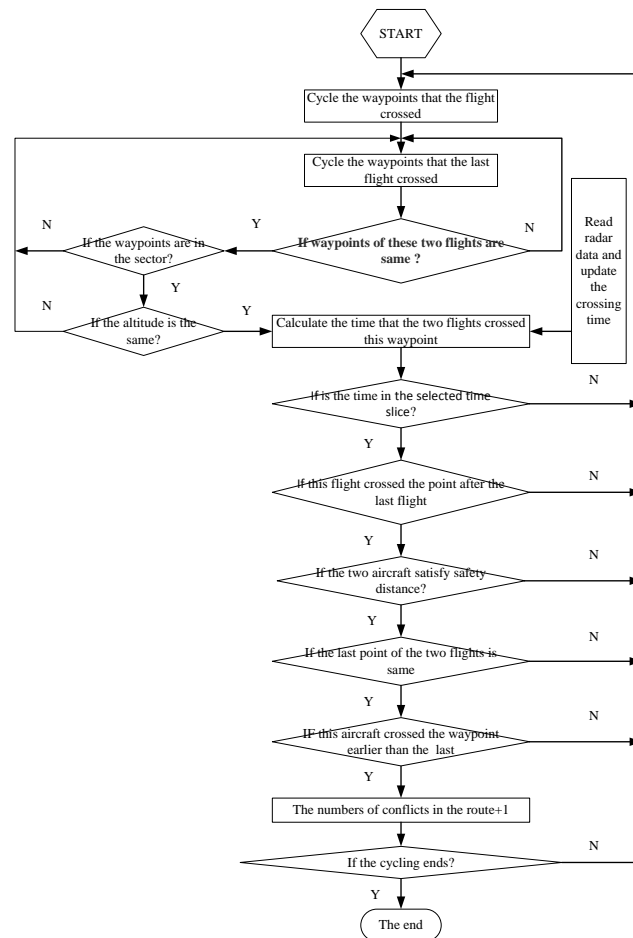 START
Cycle the waypoints that the flight
crossed
Cycle the waypoints that the last
flight crossed
If waypoints of these two flights are
same ?
Y
N
If the waypoints are in
the sector?
N
Y
If the altitude is the
same?
N
Y
Calculate the time that the two flights crossed
this waypoint
Read
radar
data and
update
the
crossing
time
If is the time in the selected time
slice?
N
Y
If this flight crossed the point after the
last flight
N
Y
If the two aircraft satisfy safety
distance?
N
Y
If the last point of the two flights is
same
N
Y
IF this aircraft crossed the waypoint
earlier than the last
N
Y
The numbers of conflicts in the route+1
If the cycling ends?
N
Y
The end